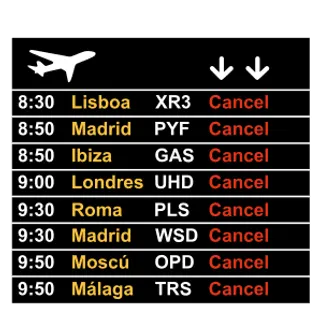 8:30 Lisboa XR3 Cancel
8:50 Madrid PYF Cancel
8:50 Ibiza GAS Cancel
9:00 Londres UHD Cancel
9:30 Roma PLS Cancel
9:30 Madrid WSD Cancel
9:50 Moscú OPD Cancel
9:50 Málaga TRS Cancel